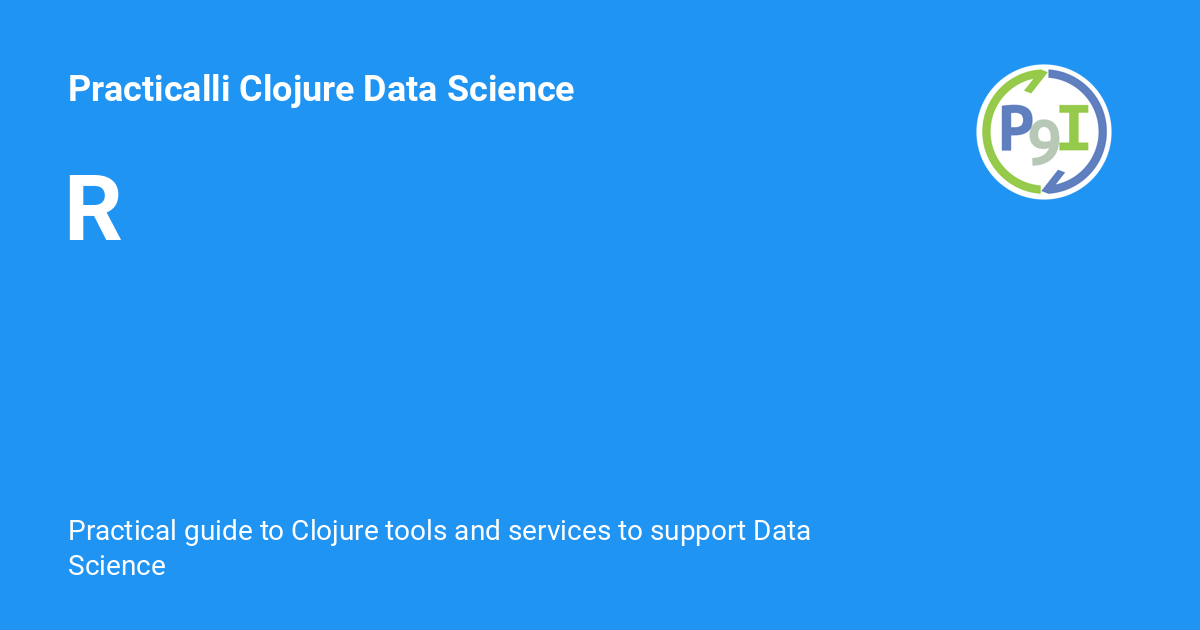 Practicalli Clojure Data Science
P9I
R
Practical guide to Clojure tools and services to support Data
Science